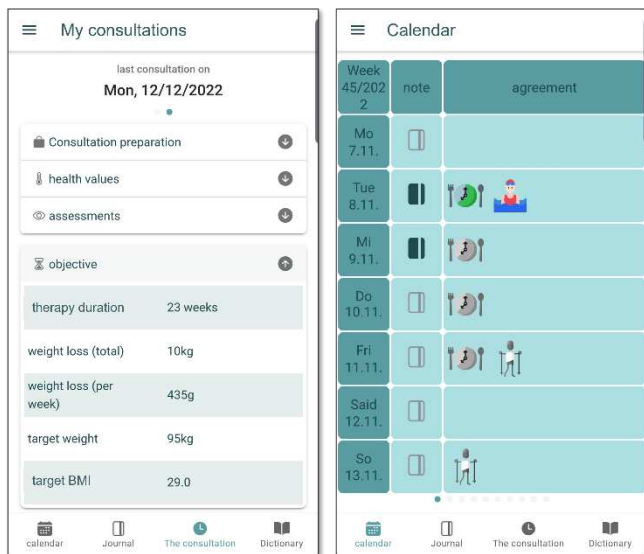 My consultations
last consultation on
Mon, 12/12/2022
Consultation preparation
health values
assessments
objective
therapy duration 23 weeks
weight loss (total) 10kg
weight loss (per
week) 435g
target weight 95kg
target BMI 29.0
calendar Journal The consultation Dictionary
Calendar
Week
45/202
2
note agreement
Mo
7.11.
Tue
8.11.
Mi
9.11.
Do
10.11.
Fri
11.11.
Said
12.11.
So
13.11.
calendar Journal The consultation Dictionary